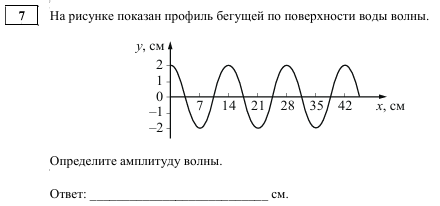 7 На рисунке показан профиль бегущей по поверхности воды волны.
y, см
2
1
0
−1
−2
7 14 21 28 35 42 x, см
Определите амплитуду волны.
Ответ: ___________________________ см.